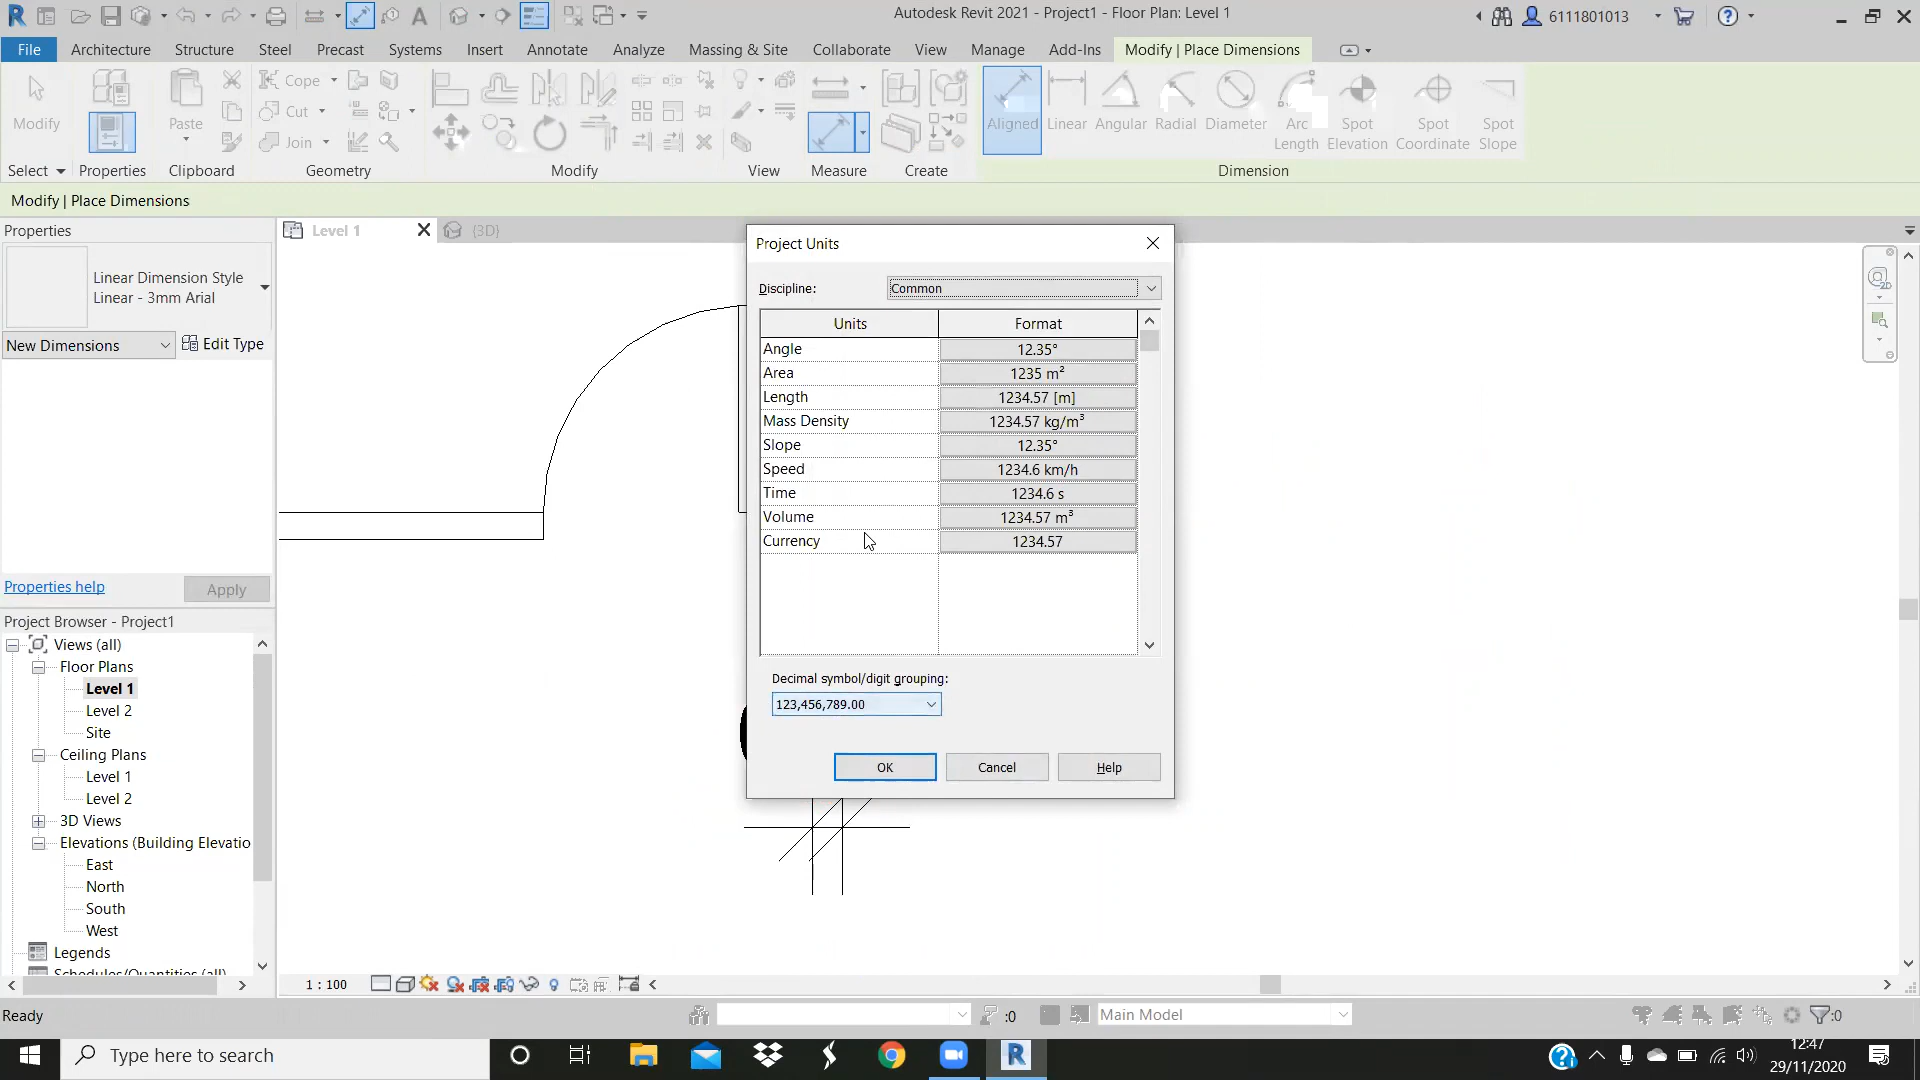 Autodesk Revit 2021 - Project1 - Floor Plan: Level 1
6111801013
File Architecture Structure Steel Precast Systems Insert Annotate Analyze Massing & Site Collaborate View Manage Add-Ins Modify | Place Dimensions
Modify
Paste
Cope
Cut
Join
Aligned Linear Angular Radial Diameter Arc Length Spot Elevation Spot Coordinate Spot Slope
Select Properties Clipboard Geometry Modify View Measure Create Dimension
Modify | Place Dimensions
Properties
Linear Dimension Style
Linear - 3mm Arial
New Dimensions
Edit Type
Properties help
Apply
Level 1
{3D}
Project Units
Discipline:
Common
Units Format
Angle 12.35°
Area 1235 m²
Length 1234.57 [m]
Mass Density 1234.57 kg/m³
Slope 12.35°
Speed 1234.6 km/h
Time 1234.6 s
Volume 1234.57 m³
Currency 1234.57
Decimal symbol/digit grouping:
123,456,789.00
OK Cancel Help
2D
Project Browser - Project1
Views (all)
Floor Plans
Level 1
Level 2
Site
Ceiling Plans
Level 1
Level 2
3D Views
Elevations (Building Elevatio
East
North
South
West
Legends
Schedules/Quantities (all)
1 : 100
Ready
:0
Main Model
:0
Type here to search
12:47
29/11/2020